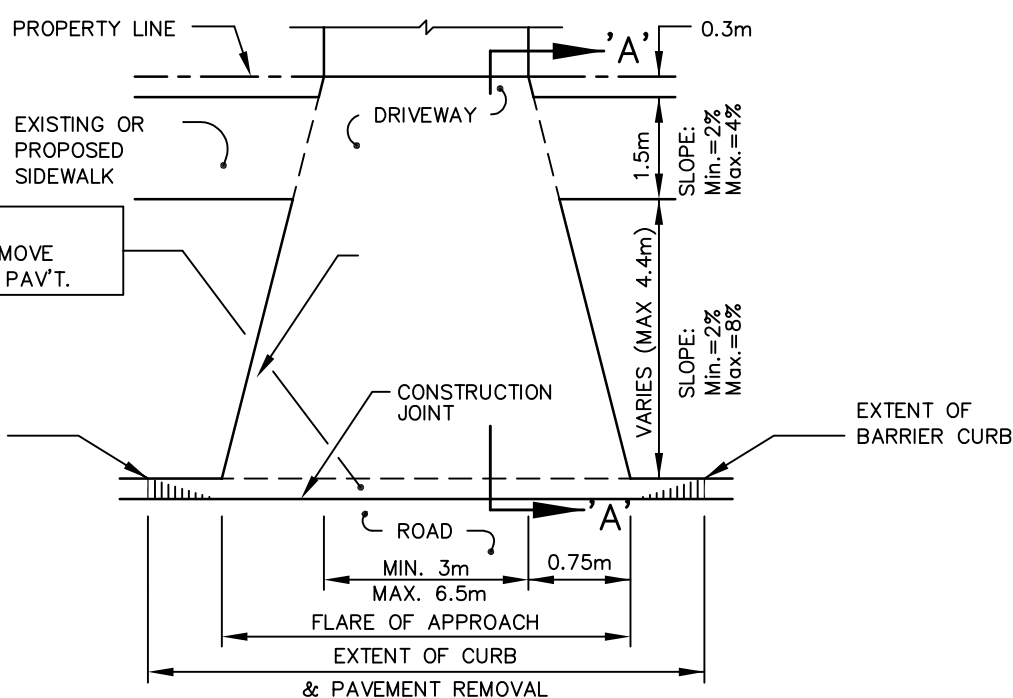 PROPERTY LINE
0.3m
'A'
DRIVEWAY
EXISTING OR
PROPOSED
SIDEWALK
1.5m
SLOPE:
Min.=2%
Max.=4%
MOVE
PAV'T.
VARIES (MAX 4.4m)
SLOPE:
Min.=2%
Max.=8%
CONSTRUCTION
JOINT
EXTENT OF
BARRIER CURB
'A'
ROAD
MIN. 3m
MAX. 6.5m
0.75m
FLARE OF APPROACH
EXTENT OF CURB
& PAVEMENT REMOVAL